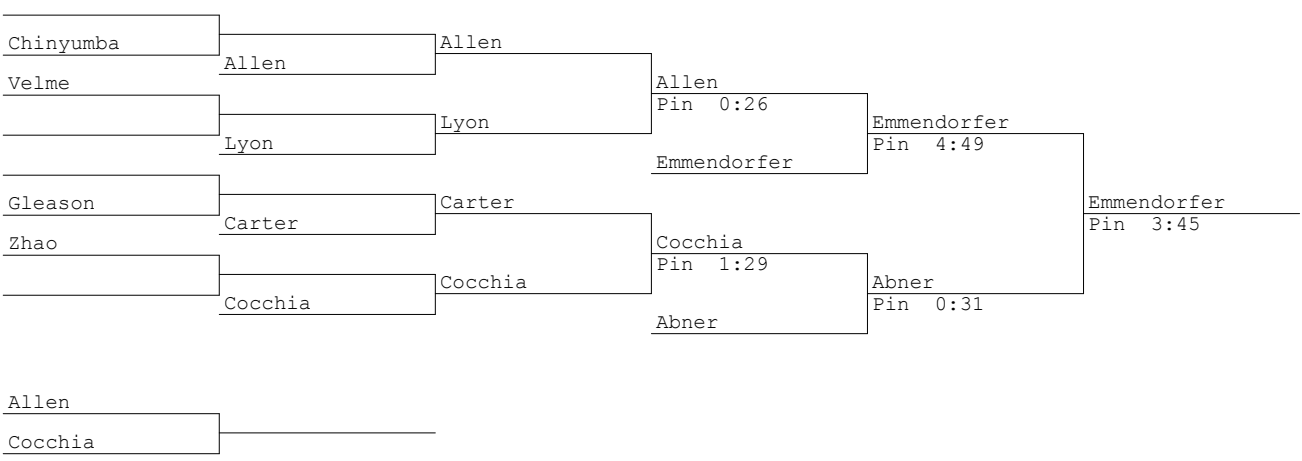 Chinyumba
Allen
Allen
Velme
Allen
Pin 0:26
Lyon
Lyon
Emmendorfer
Pin 4:49
Emmendorfer
Gleason
Carter
Carter
Emmendorfer
Pin 3:45
Zhao
Cocchia
Pin 1:29
Cocchia
Cocchia
Abner
Pin 0:31
Abner
Allen
Cocchia